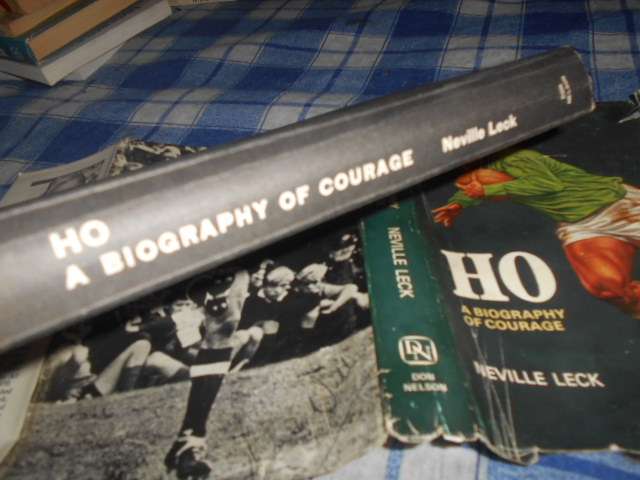 HO
A BIOGRAPHY OF COURAGE
Neville Leck
NEVILLE LECK
DN
DON
NELSON
HO
A BIOGRAPHY
OF COURAGE
NEVILLE LECK